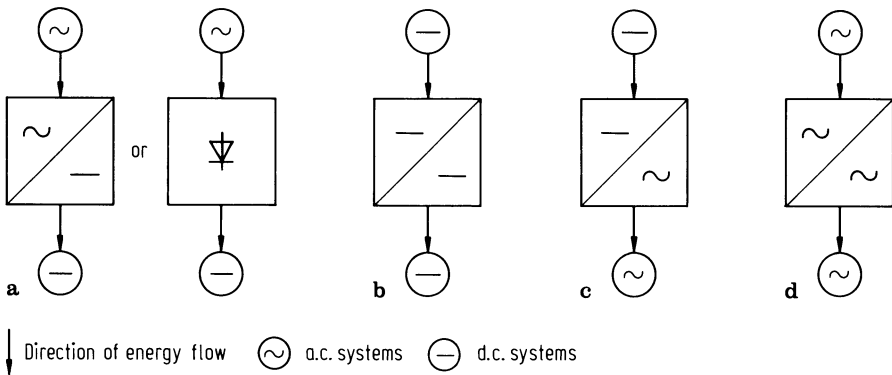 or
a
b
c
d
Direction of energy flow
a.c. systems
d.c. systems